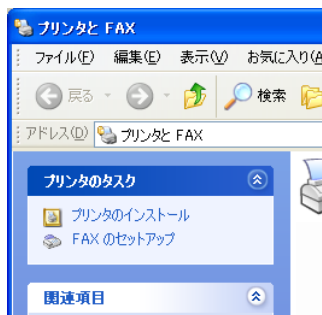 プリンタと FAX
ファイル(F) 編集(E) 表示(V) お気に入り(A
戻る 検索
アドレス(D) プリンタと FAX
プリンタのタスク
プリンタのインストール
FAX のセットアップ
関連項目